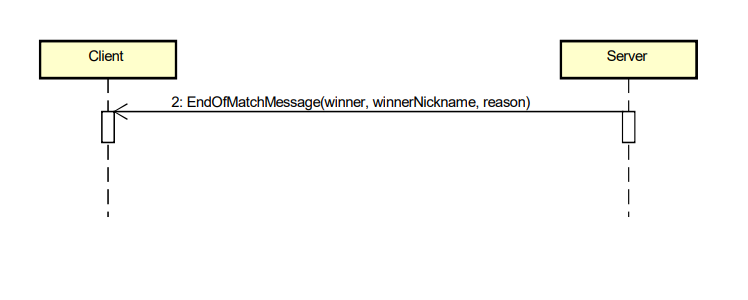 Client
Server
2: EndOfMatchMessage(winner, winnerNickname, reason)